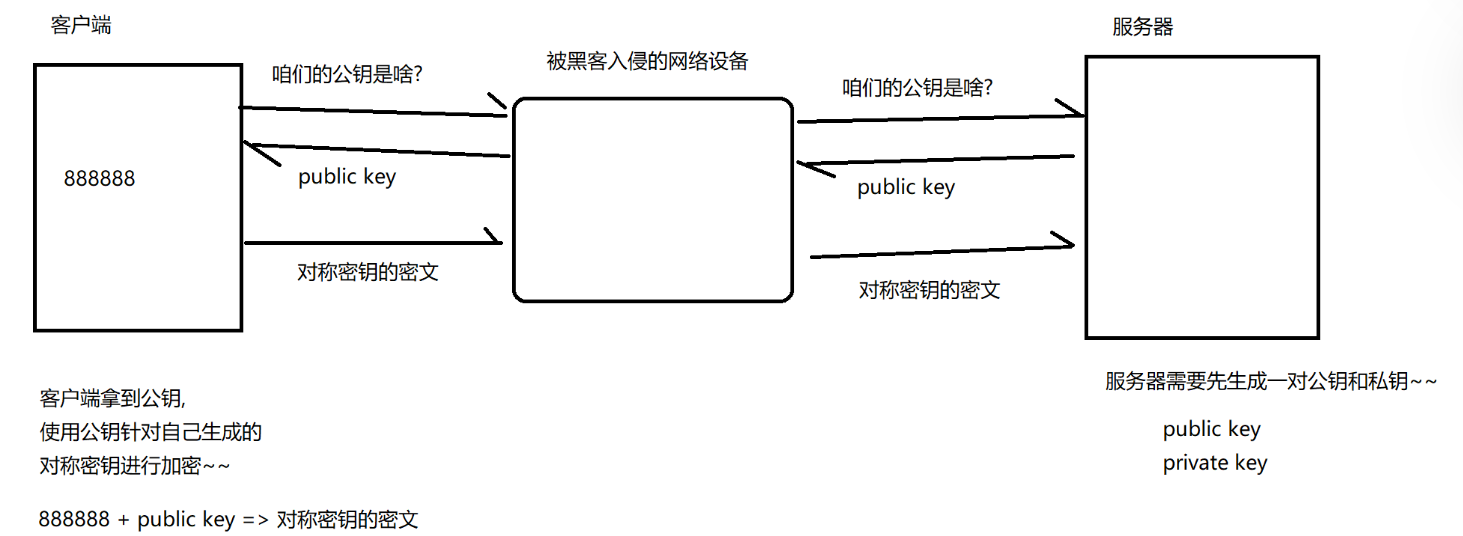 客户端
服务器
被黑客入侵的网络设备
咱们的公钥是啥?
咱们的公钥是啥?
888888
public key
public key
对称密钥的密文
对称密钥的密文
客户端拿到公钥,
使用公钥针对自己生成的
对称密钥进行加密~~
888888 + public key => 对称密钥的密文
服务器需要先生成一对公钥和私钥~~
public key
private key